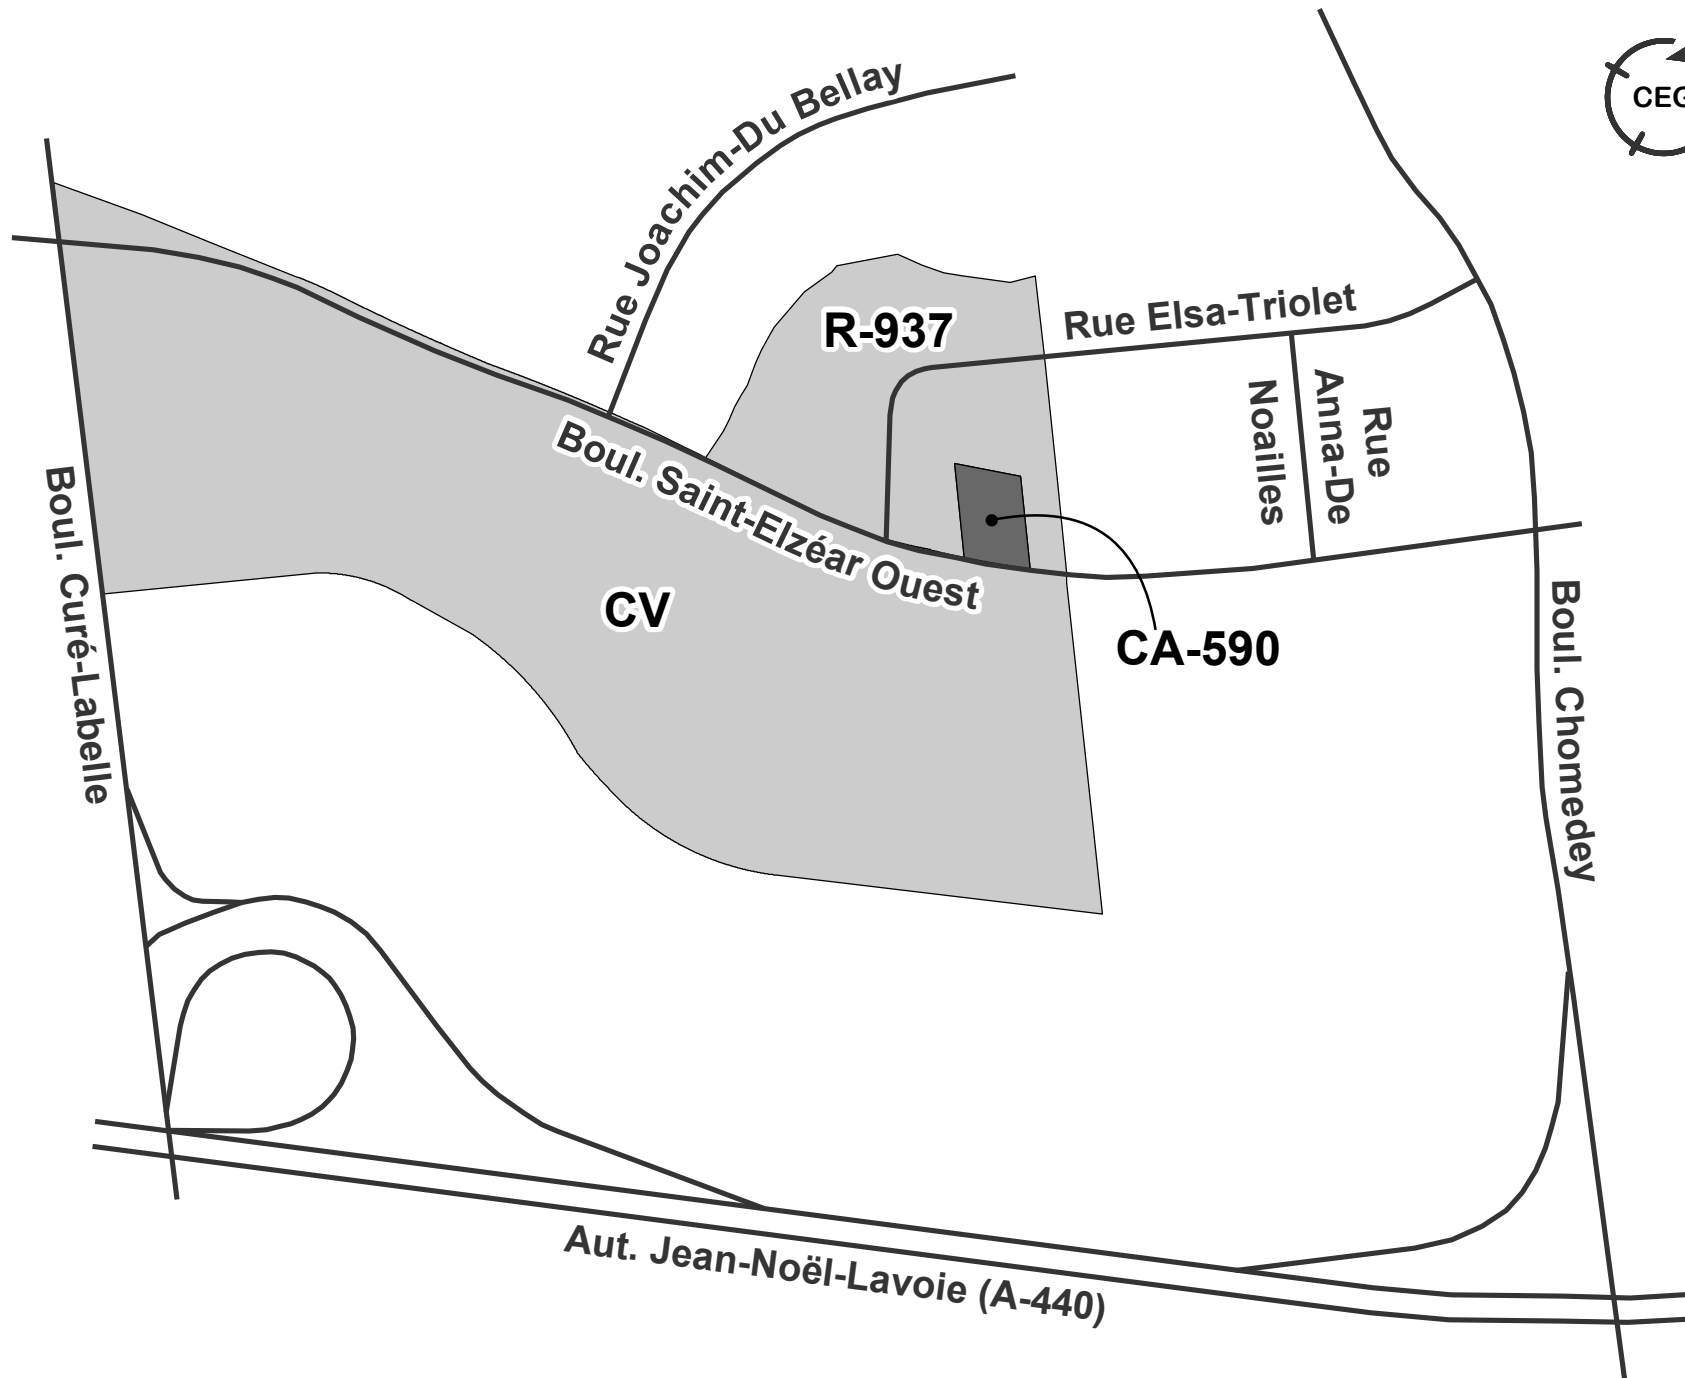 Rue Joachim-Du Bellay
CEG
R-937
Rue Elsa-Triolet
Rue
Anna-De
Noailles
Boul. Saint-Elzéar Ouest
Boul. Curé-Labelle
CV
CA-590
Boul. Chomedey
Aut. Jean-Noël-Lavoie (A-440)